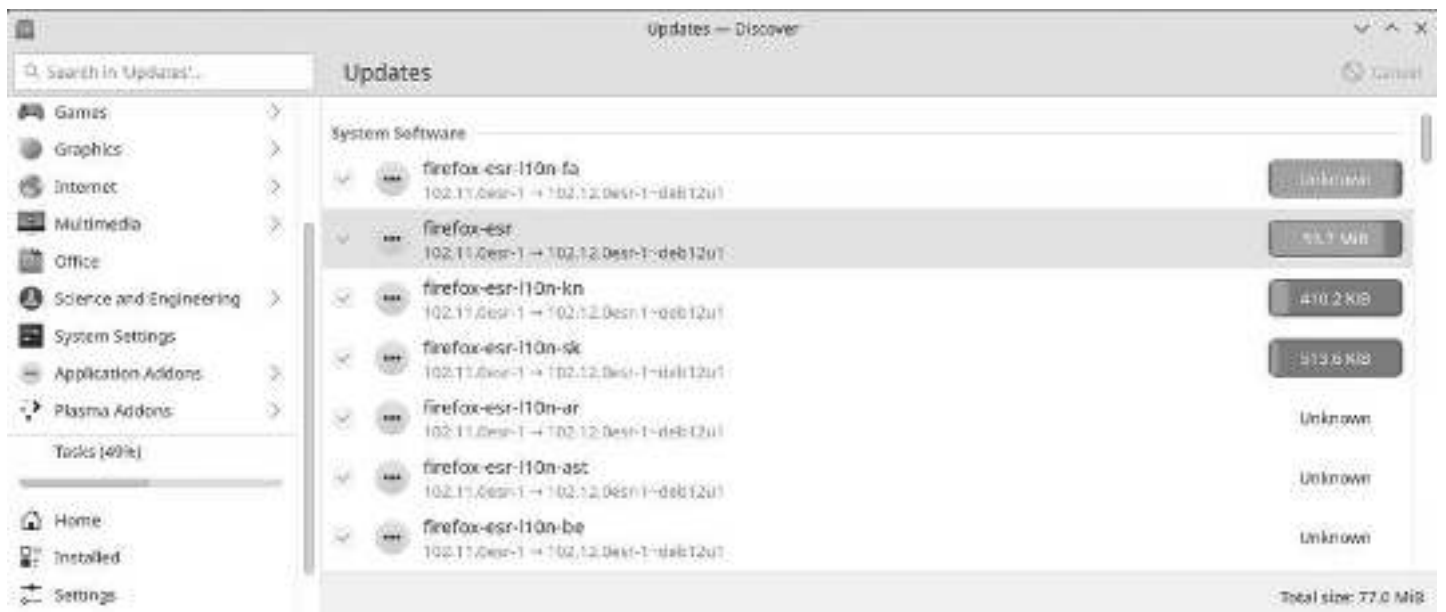 Updates — Discover
Search in 'Updates'...
Updates
Cancel
Games
Graphics
Internet
Multimedia
Office
Science and Engineering
System Settings
Application Addons
Plasma Addons
Tasks (49%)
Home
Installed
Settings
System Software
firefox-esr-l10n-fa
102.11.0esr-1 → 102.12.0esr-1~deb12u1
Unknown
firefox-esr
102.11.0esr-1 → 102.12.0esr-1~deb12u1
MiB
firefox-esr-l10n-kn
102.11.0esr-1 → 102.12.0esr-1~deb12u1
410.2 KiB
firefox-esr-l10n-sk
102.11.0esr-1 → 102.12.0esr-1~deb12u1
513.6 KiB
firefox-esr-l10n-ar
102.11.0esr-1 → 102.12.0esr-1~deb12u1
Unknown
firefox-esr-l10n-ast
102.11.0esr-1 → 102.12.0esr-1~deb12u1
Unknown
firefox-esr-l10n-be
102.11.0esr-1 → 102.12.0esr-1~deb12u1
Unknown
Total size: 77.0 MiB